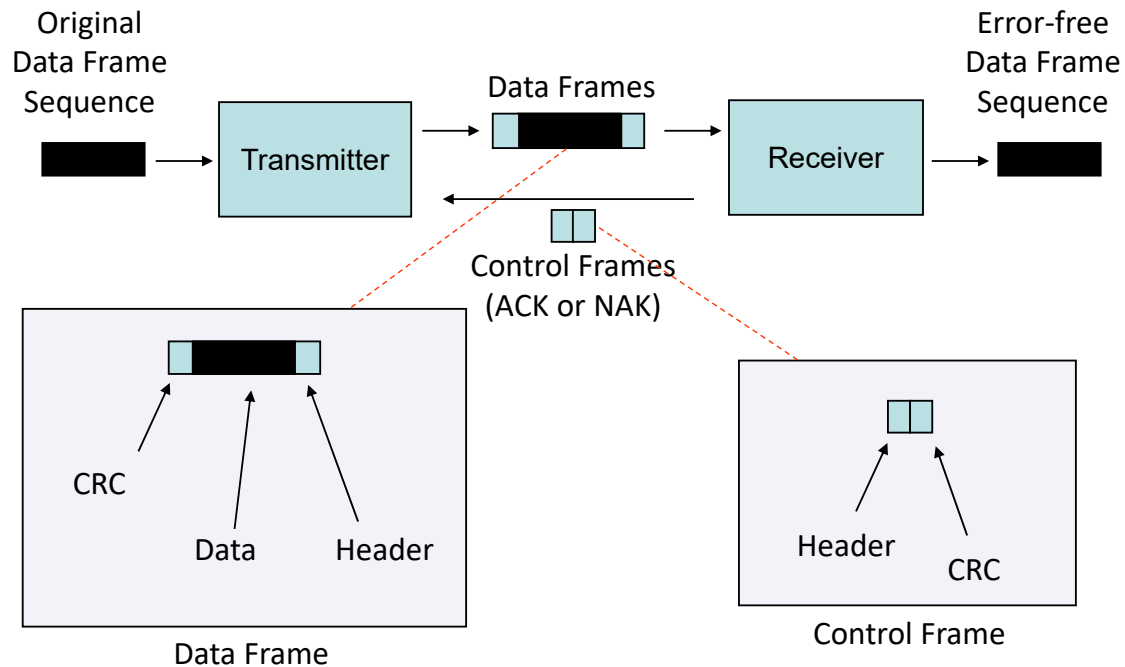 Original
Data Frame
Sequence
Error-free
Data Frame
Sequence
Data Frames
Transmitter
Receiver
Control Frames
(ACK or NAK)
CRC
Data
Header
Data Frame
Header
CRC
Control Frame